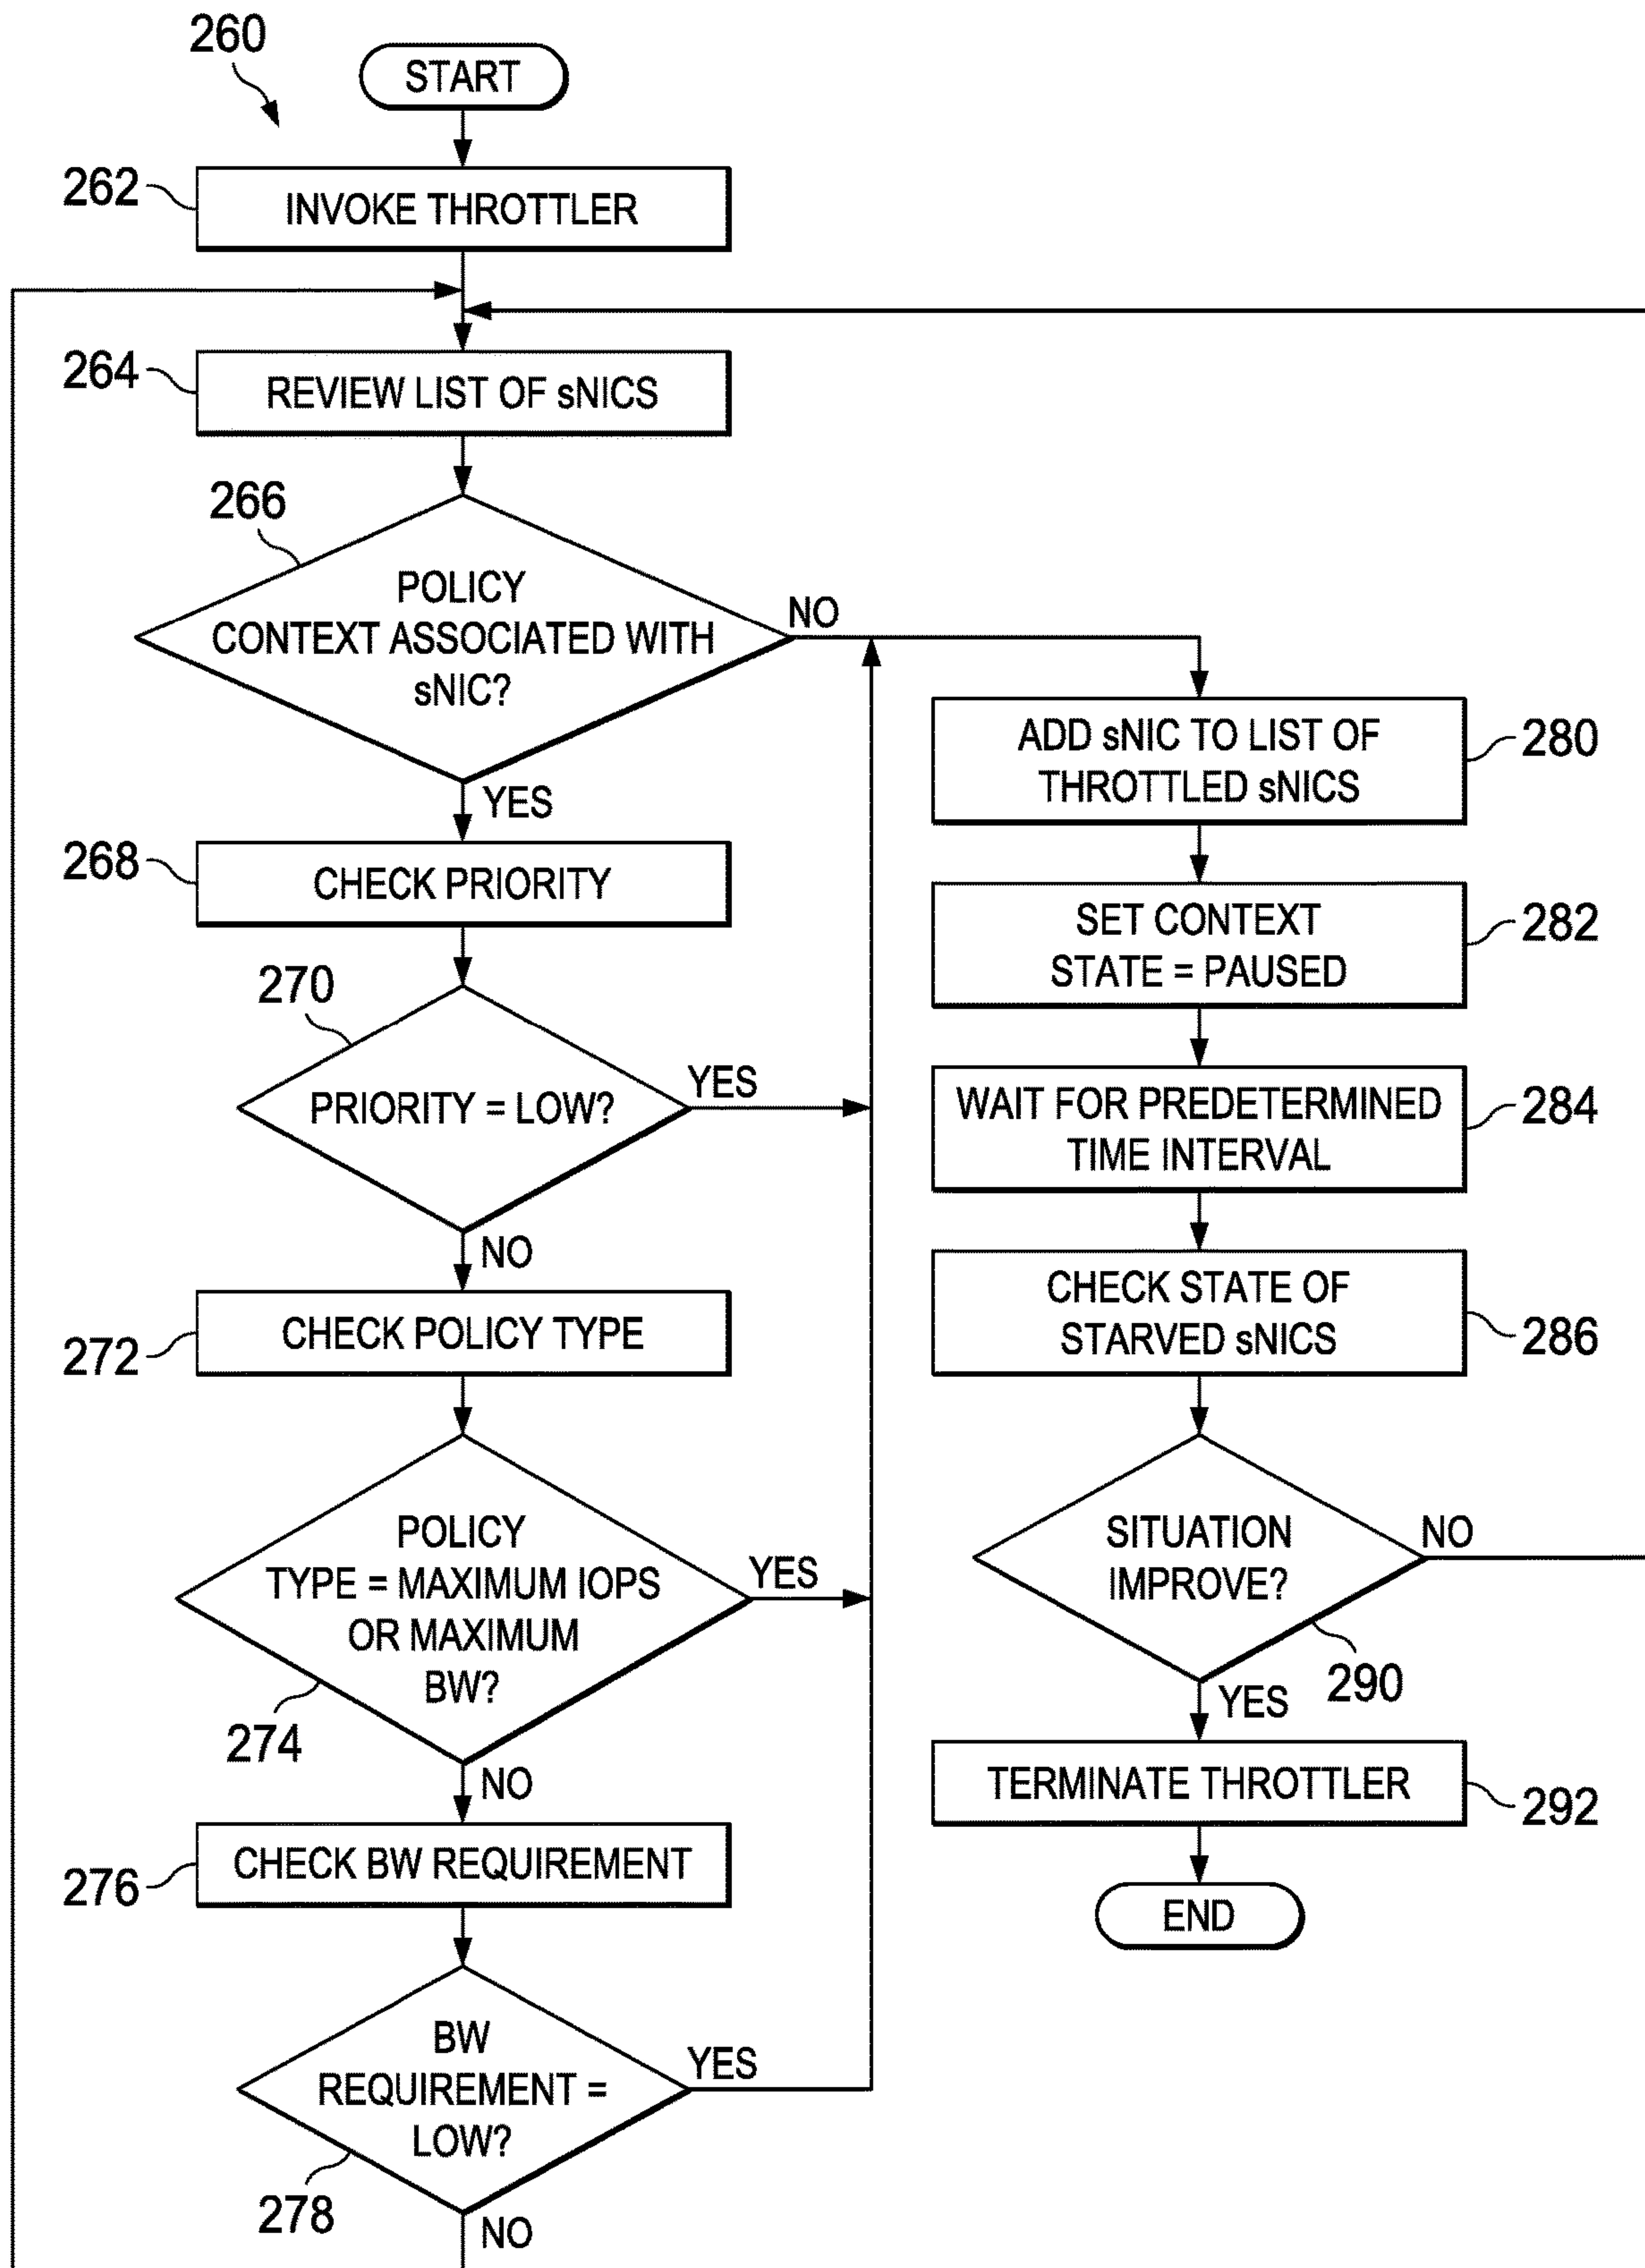 260
START
262
INVOKE THROTTLER
264
REVIEW LIST OF sNICS
266
POLICY
CONTEXT ASSOCIATED WITH
sNIC?
NO
YES
268
CHECK PRIORITY
270
PRIORITY = LOW?
YES
NO
272
CHECK POLICY TYPE
POLICY
TYPE = MAXIMUM IOPS
OR MAXIMUM
BW?
YES
274
NO
276
CHECK BW REQUIREMENT
BW
REQUIREMENT =
LOW?
YES
278
NO
ADD sNIC TO LIST OF
THROTTLED sNICS
280
SET CONTEXT
STATE = PAUSED
282
WAIT FOR PREDETERMINED
TIME INTERVAL
284
CHECK STATE OF
STARVED sNICS
286
SITUATION
IMPROVE?
NO
290
YES
TERMINATE THROTTLER
292
END